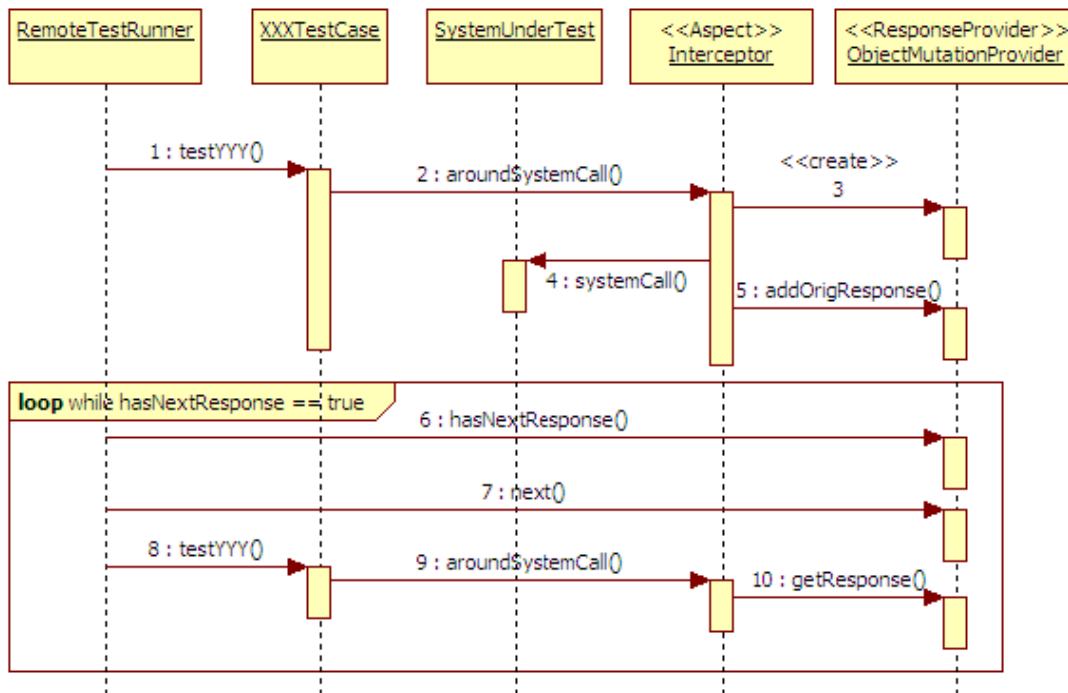 RemoteTestRunner
XXXTestCase
SystemUnderTest
<<Aspect>>
Interceptor
<<ResponseProvider>>
ObjectMutationProvider
1 : testYYY()
2 : aroundSystemCall()
<<create>>
3
4 : systemCall()
5 : addOrigResponse()
loop while hasNextResponse == true
6 : hasNextResponse()
7 : next()
8 : testYYY()
9 : aroundSystemCall()
10 : getResponse()